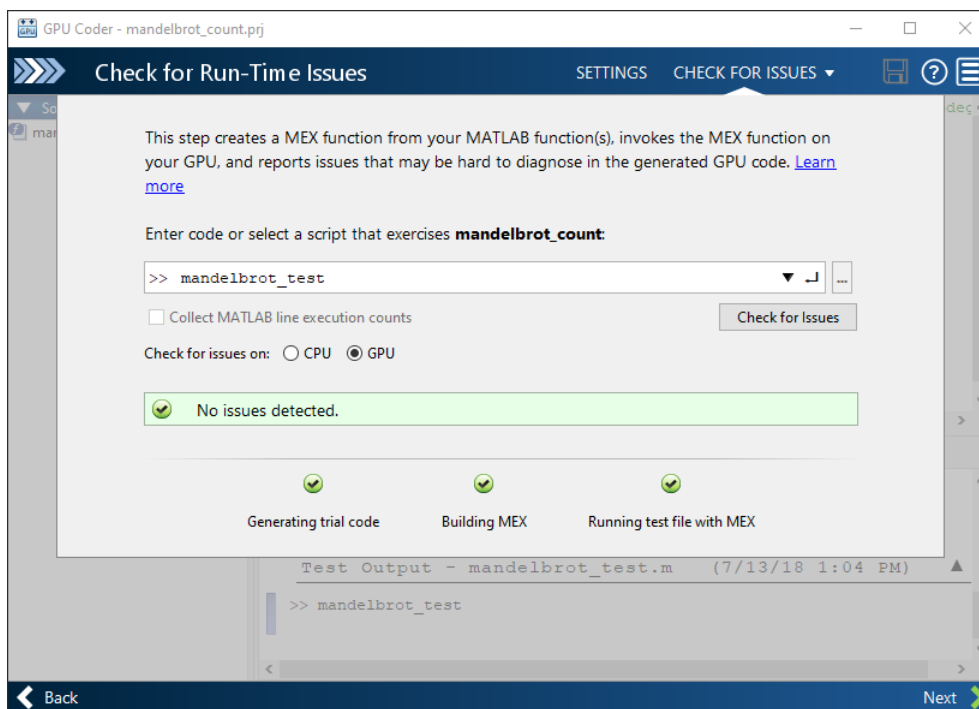 GPU Coder - mandelbrot_count.prj
Check for Run-Time Issues
SETTINGS
CHECK FOR ISSUES
So
mar
This step creates a MEX function from your MATLAB function(s), invokes the MEX function on
your GPU, and reports issues that may be hard to diagnose in the generated GPU code. Learn
more
Enter code or select a script that exercises mandelbrot_count:
>> mandelbrot_test
...
Collect MATLAB line execution counts
Check for Issues
Check for issues on: CPU GPU
No issues detected.
Generating trial code
Building MEX
Running test file with MEX
Test Output - mandelbrot_test.m (7/13/18 1:04 PM)
>> mandelbrot_test
Back
Next